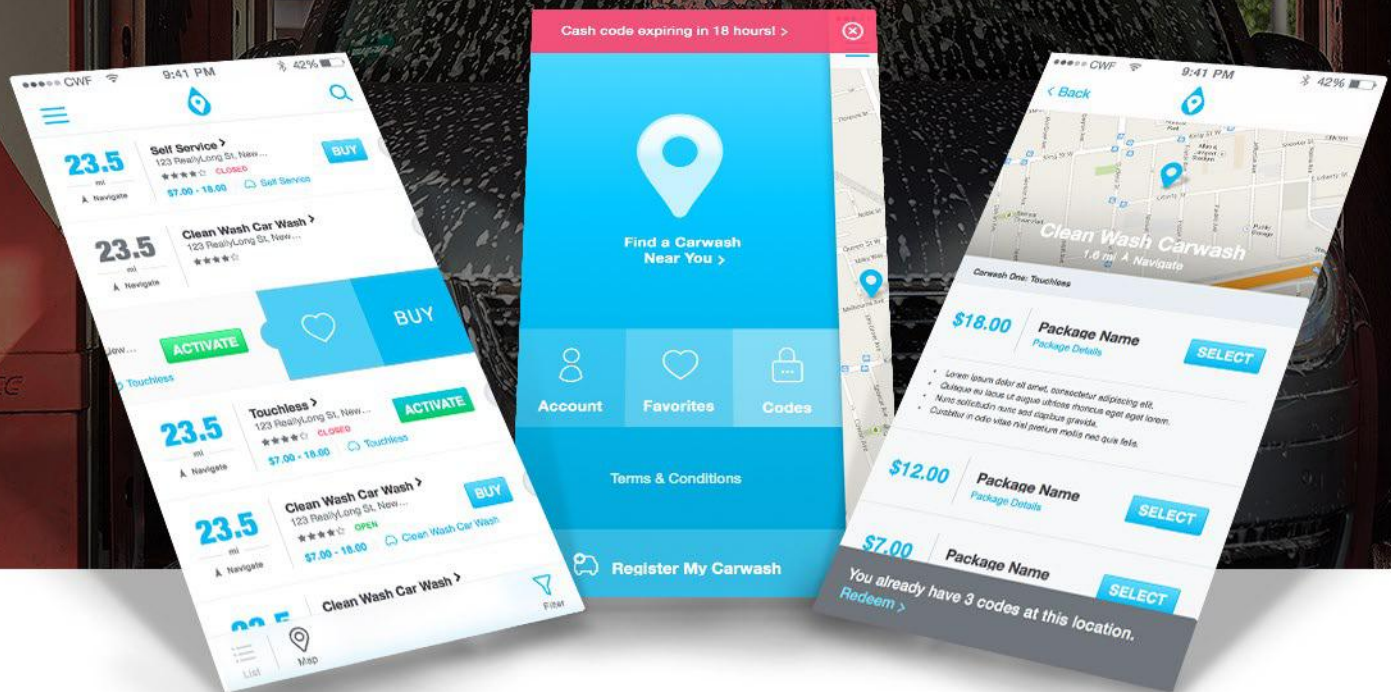 CWF
9:41 PM
42%
23.5
mi
Navigate
Self Service >
123 ReallyLong St, New...
CLOSED
$7.00 - 18.00
Self Service
BUY
23.5
mi
Navigate
Clean Wash Car Wash >
123 ReallyLong St, New...
ACTIVATE
BUY
Touchless
23.5
mi
Navigate
Touchless >
123 ReallyLong St, New...
CLOSED
$7.00 - 18.00
Touchless
ACTIVATE
23.5
mi
Navigate
Clean Wash Car Wash >
123 ReallyLong St, New...
OPEN
$7.00 - 18.00
Clean Wash Car Wash
BUY
Clean Wash Car Wash >
List
Map
Filter
Cash code expiring in 18 hours! >
Find a Carwash
Near You >
Account
Favorites
Codes
Terms & Conditions
Register My Carwash
CWF
9:41 PM
42%
< Back
Clean Wash Carwash
1.6 mi Navigate
Carwash One: Touchless
$18.00
Package Name
Package Details
SELECT
• Lorem ipsum dolor sit amet, consectetur adipiscing elit.
• Quisque eu lacus ut augue ultrices rhoncus eget eget lorem.
• Nunc sollicitudin nunc sed dapibus gravida.
• Curabitur in odio vitae nisl pretium mollis nec quis felis.
$12.00
Package Name
Package Details
SELECT
$7.00
Package Name
SELECT
You already have 3 codes at this location.
Redeem >